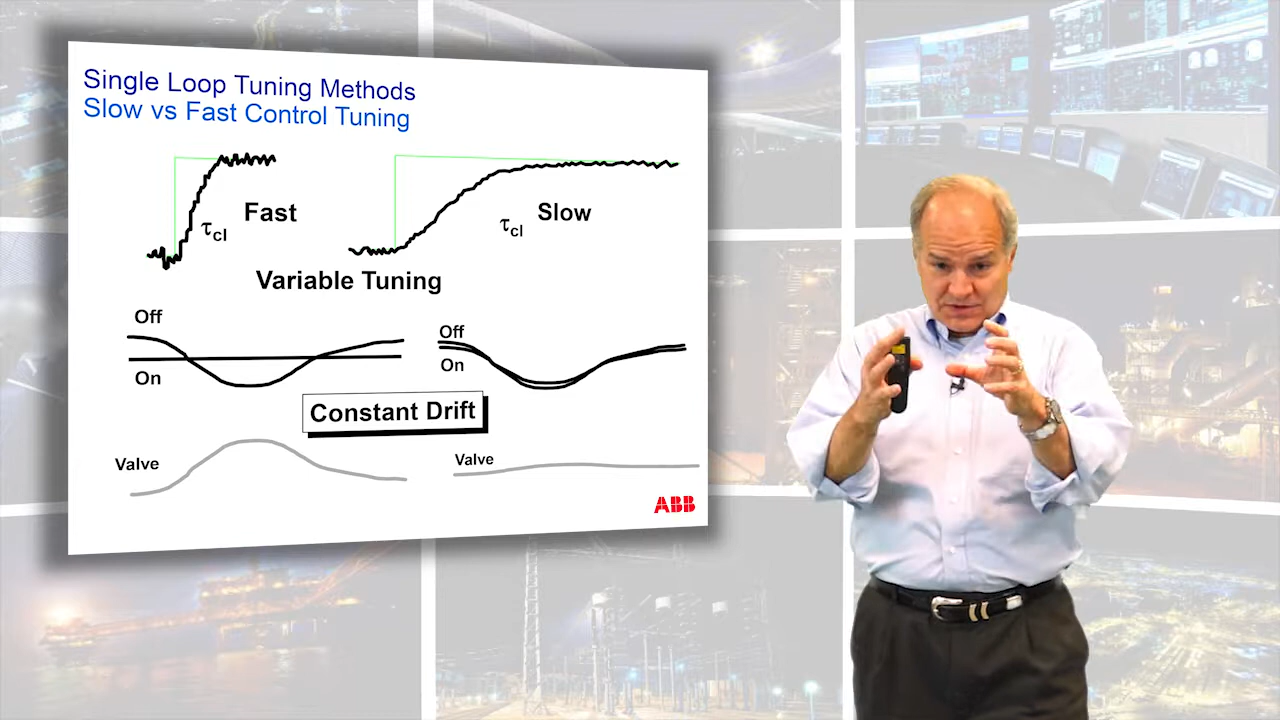 Single Loop Tuning Methods
Slow vs Fast Control Tuning
τcl
Fast
τcl
Slow
Variable Tuning
Off
On
Off
On
Constant Drift
Valve
Valve
ABB